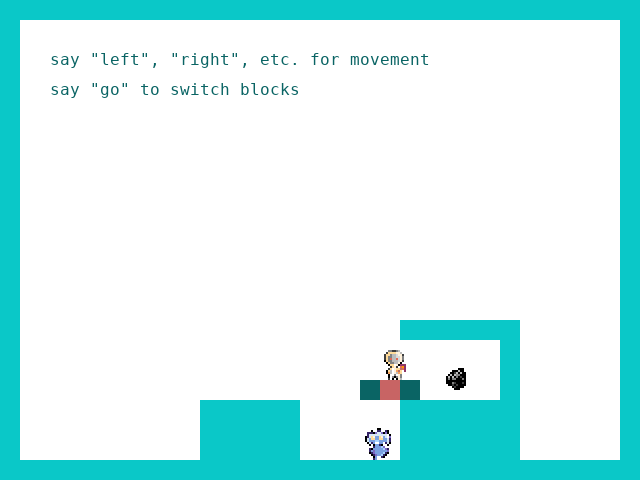 say "left", "right", etc. for movement
say "go" to switch blocks